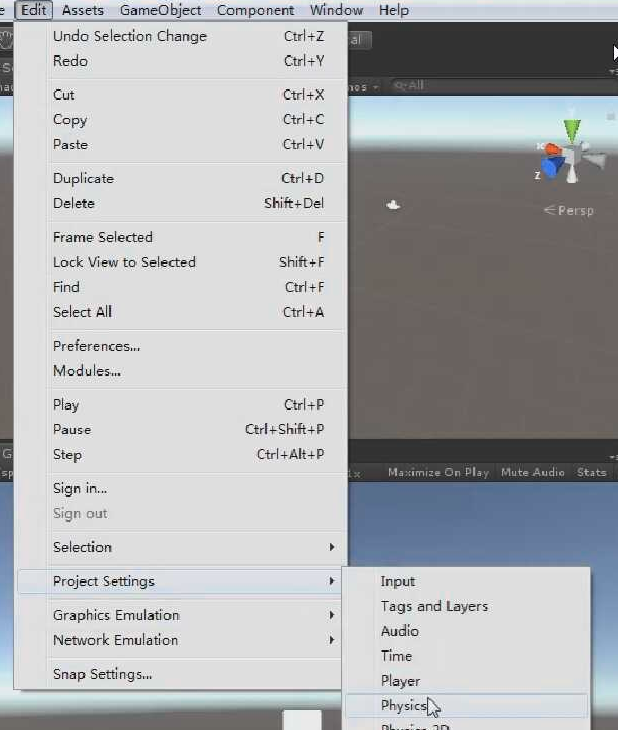 Edit Assets GameObject Component Window Help
Undo Selection Change Ctrl+Z
Redo Ctrl+Y
Cut Ctrl+X
Copy Ctrl+C
Paste Ctrl+V
Duplicate Ctrl+D
Delete Shift+Del
Frame Selected F
Lock View to Selected Shift+F
Find Ctrl+F
Select All Ctrl+A
Preferences...
Modules...
Play Ctrl+P
Pause Ctrl+Shift+P
Step Ctrl+Alt+P
Sign in...
Sign out
Selection
Project Settings
Graphics Emulation
Network Emulation
Snap Settings...
Input
Tags and Layers
Audio
Time
Player
Physics
Physics 2D
All
X
Z
Persp
1x Maximize On Play Mute Audio Stats